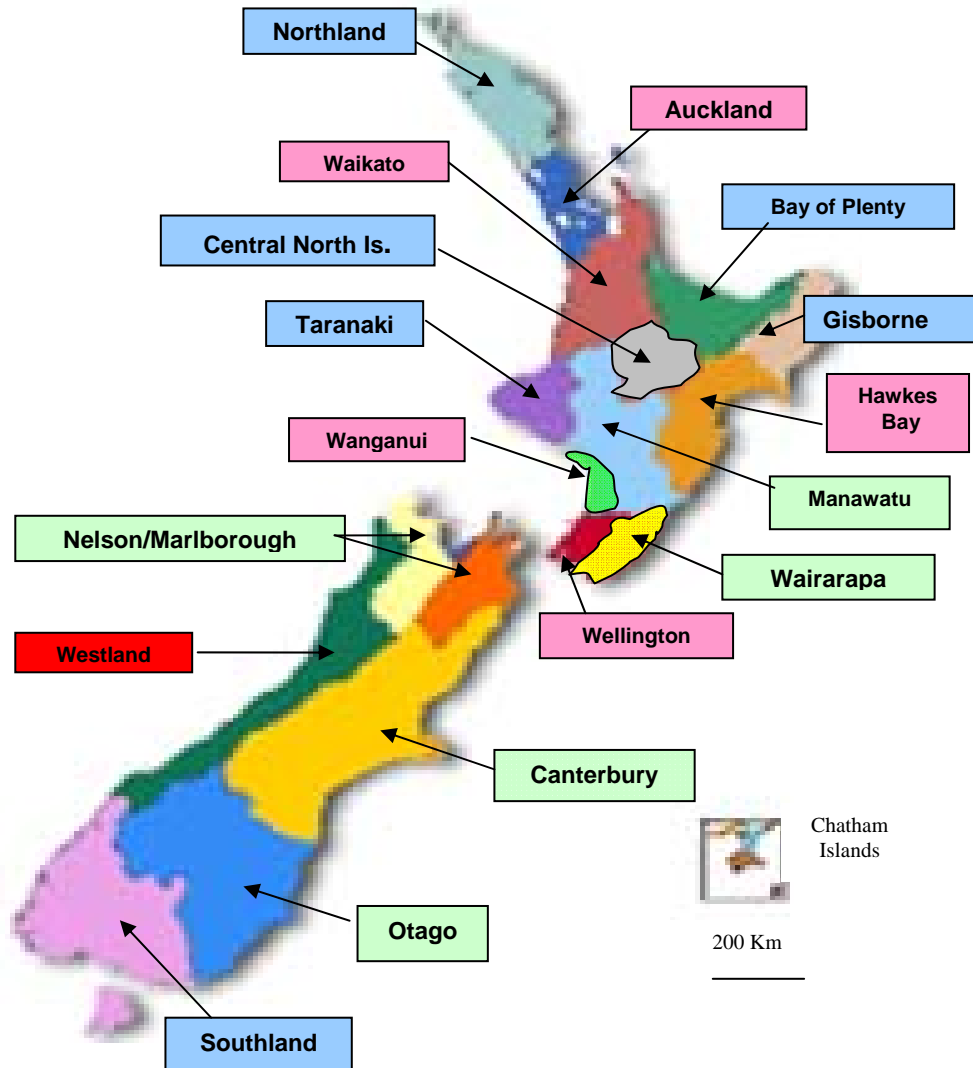 Northland
Auckland
Waikato
Bay of Plenty
Central North Is.
Taranaki
Gisborne
Hawkes
Bay
Wanganui
Manawatu
Nelson/Marlborough
Wairarapa
Wellington
Westland
Canterbury
Chatham
Islands
Otago
200 Km
Southland